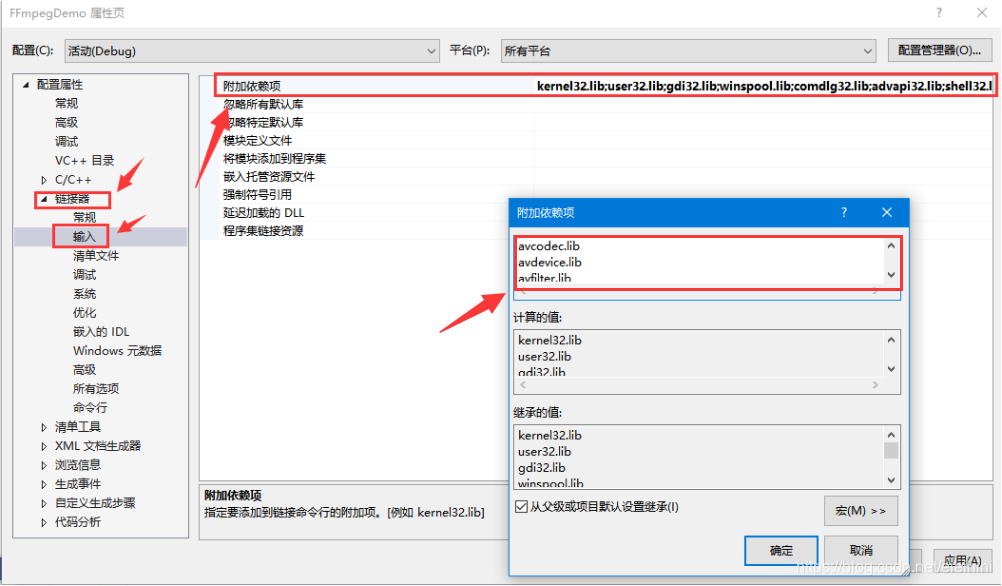 FFmpegDemo 属性页
配置(C): 活动(Debug) 平台(P): 所有平台 配置管理器(O)...
配置属性
常规
高级
调试
VC++ 目录
C/C++
链接器
常规
输入
清单文件
调试
系统
优化
嵌入的 IDL
Windows 元数据
高级
所有选项
命令行
清单工具
XML 文档生成器
浏览信息
生成事件
自定义生成步骤
代码分析
附加依赖项 kernel32.lib;user32.lib;gdi32.lib;winspool.lib;comdlg32.lib;advapi32.lib;shell32.l
忽略所有默认库
忽略特定默认库
模块定义文件
将模块添加到程序集
嵌入托管资源文件
强制符号引用
延迟加载的 DLL
程序集链接资源
附加依赖项
指定要添加到链接命令行的附加项。[例如 kernel32.lib]
附加依赖项
avcodec.lib
avdevice.lib
avfilter.lib
计算的值:
kernel32.lib
user32.lib
gdi32.lib
继承的值:
kernel32.lib
user32.lib
gdi32.lib
winspool.lib
从父级或项目默认设置继承(I)
宏(M) >>
确定 取消
应用(A)